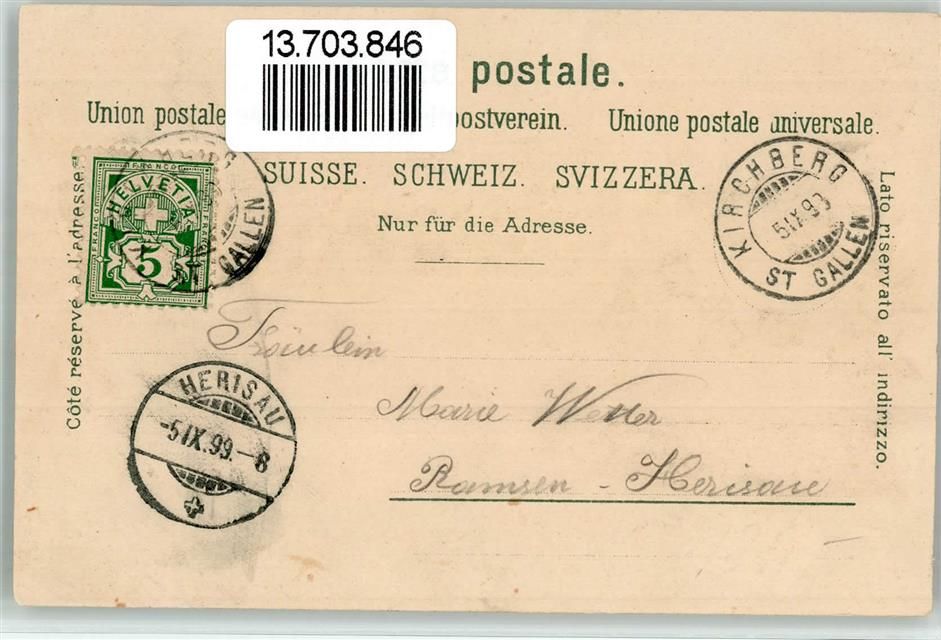 13.703.846
postale.
Union postale postverein. Unione postale universale.
SUISSE. SCHWEIZ. SVIZZERA.
Nur für die Adresse.
Côté réservé à l'adresse
Lato riservato all' indirizzo.
FRANCO
HELVETIA
FRANCO
5
GALLEN
KIRCHBERG
5 IX 99
ST GALLEN
HERISAU
-5 IX.99.-8
Fräulein
Marie
Ramsen - Herisau